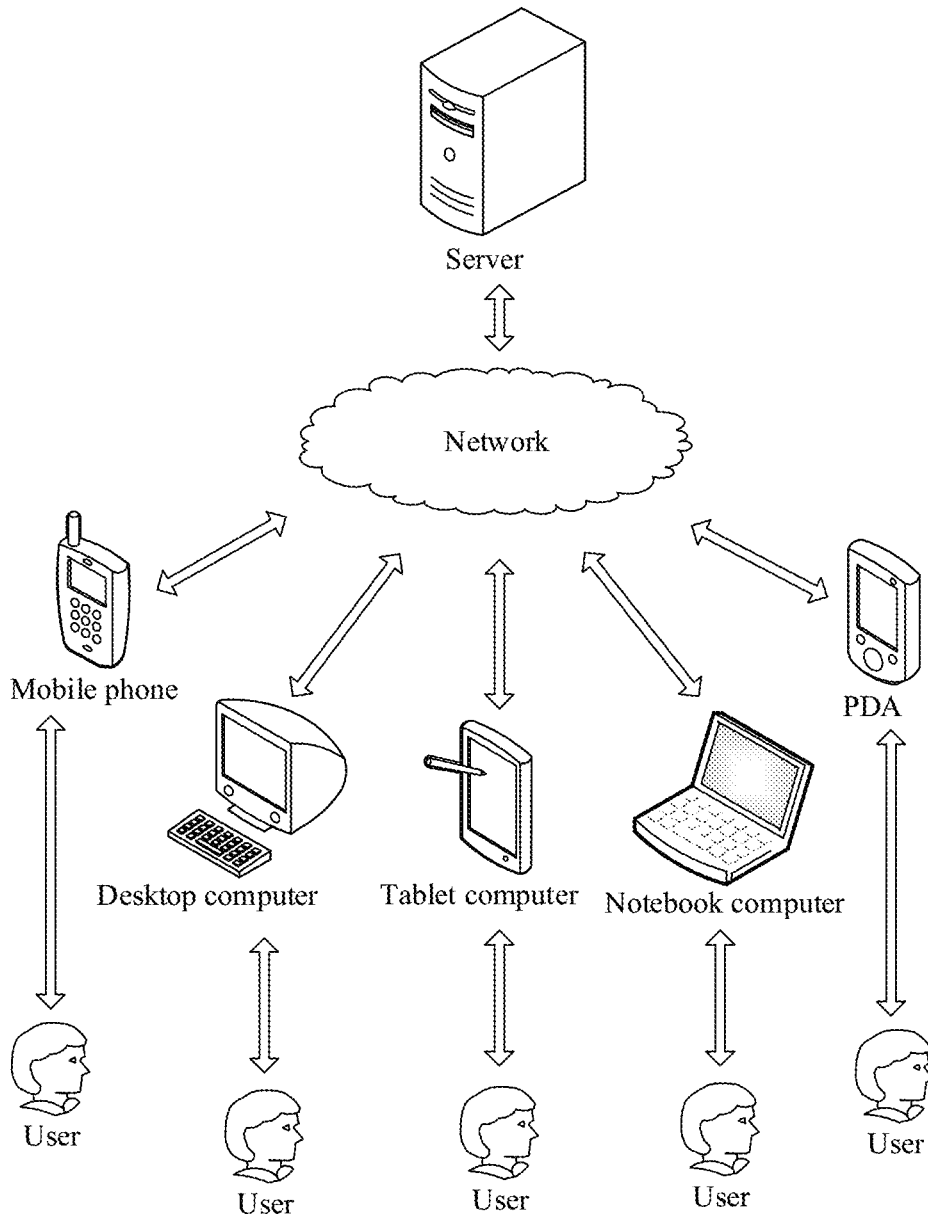 Server
Network
Mobile phone
PDA
Desktop computer
Tablet computer
Notebook computer
User
User
User
User
User